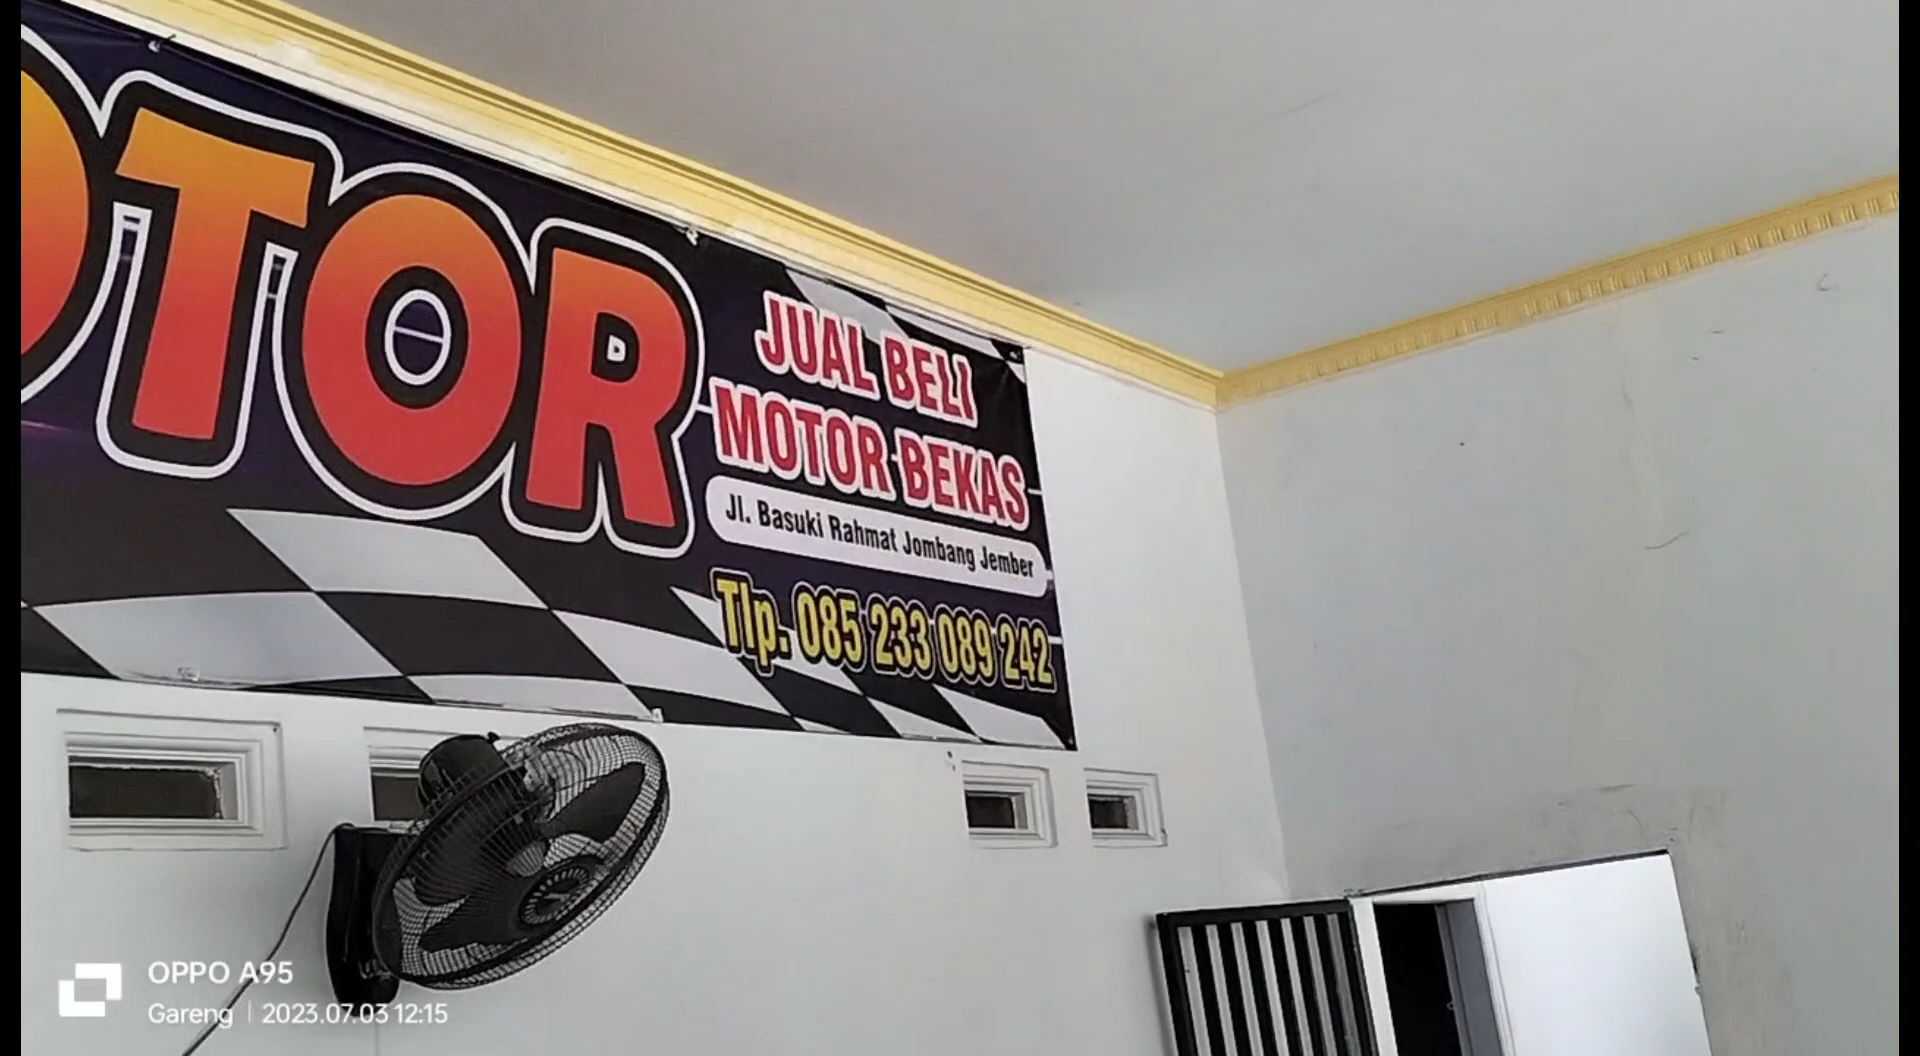 OTOR
JUAL BELI
MOTOR BEKAS
Jl. Basuki Rahmat Jombang Jember
Tlp. 085 233 089 242
OPPO A95
Gareng | 2023.07.03 12:15